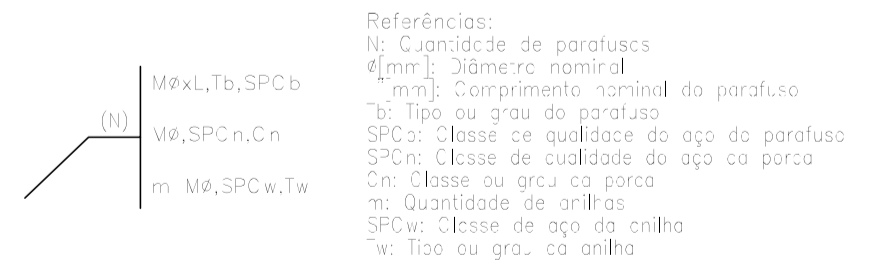 (N)
MØxL,Tb,SPCb
MØ,SPCn,Cn
m MØ,SPCw,Tw
Referências:
N: Quantidade de parafusos
Ø[mm]: Diâmetro nominal
[mm]: Comprimento nominal do parafuso
Tb: Tipo ou grau do parafuso
SPCb: Classe de qualidade do aço do parafuso
SPCn: Classe de qualidade do aço da porca
Cn: Classe ou grau da porca
m: Quantidade de anilhas
SPCw: Classe de aço da anilha
Tw: Tipo ou grau da anilha